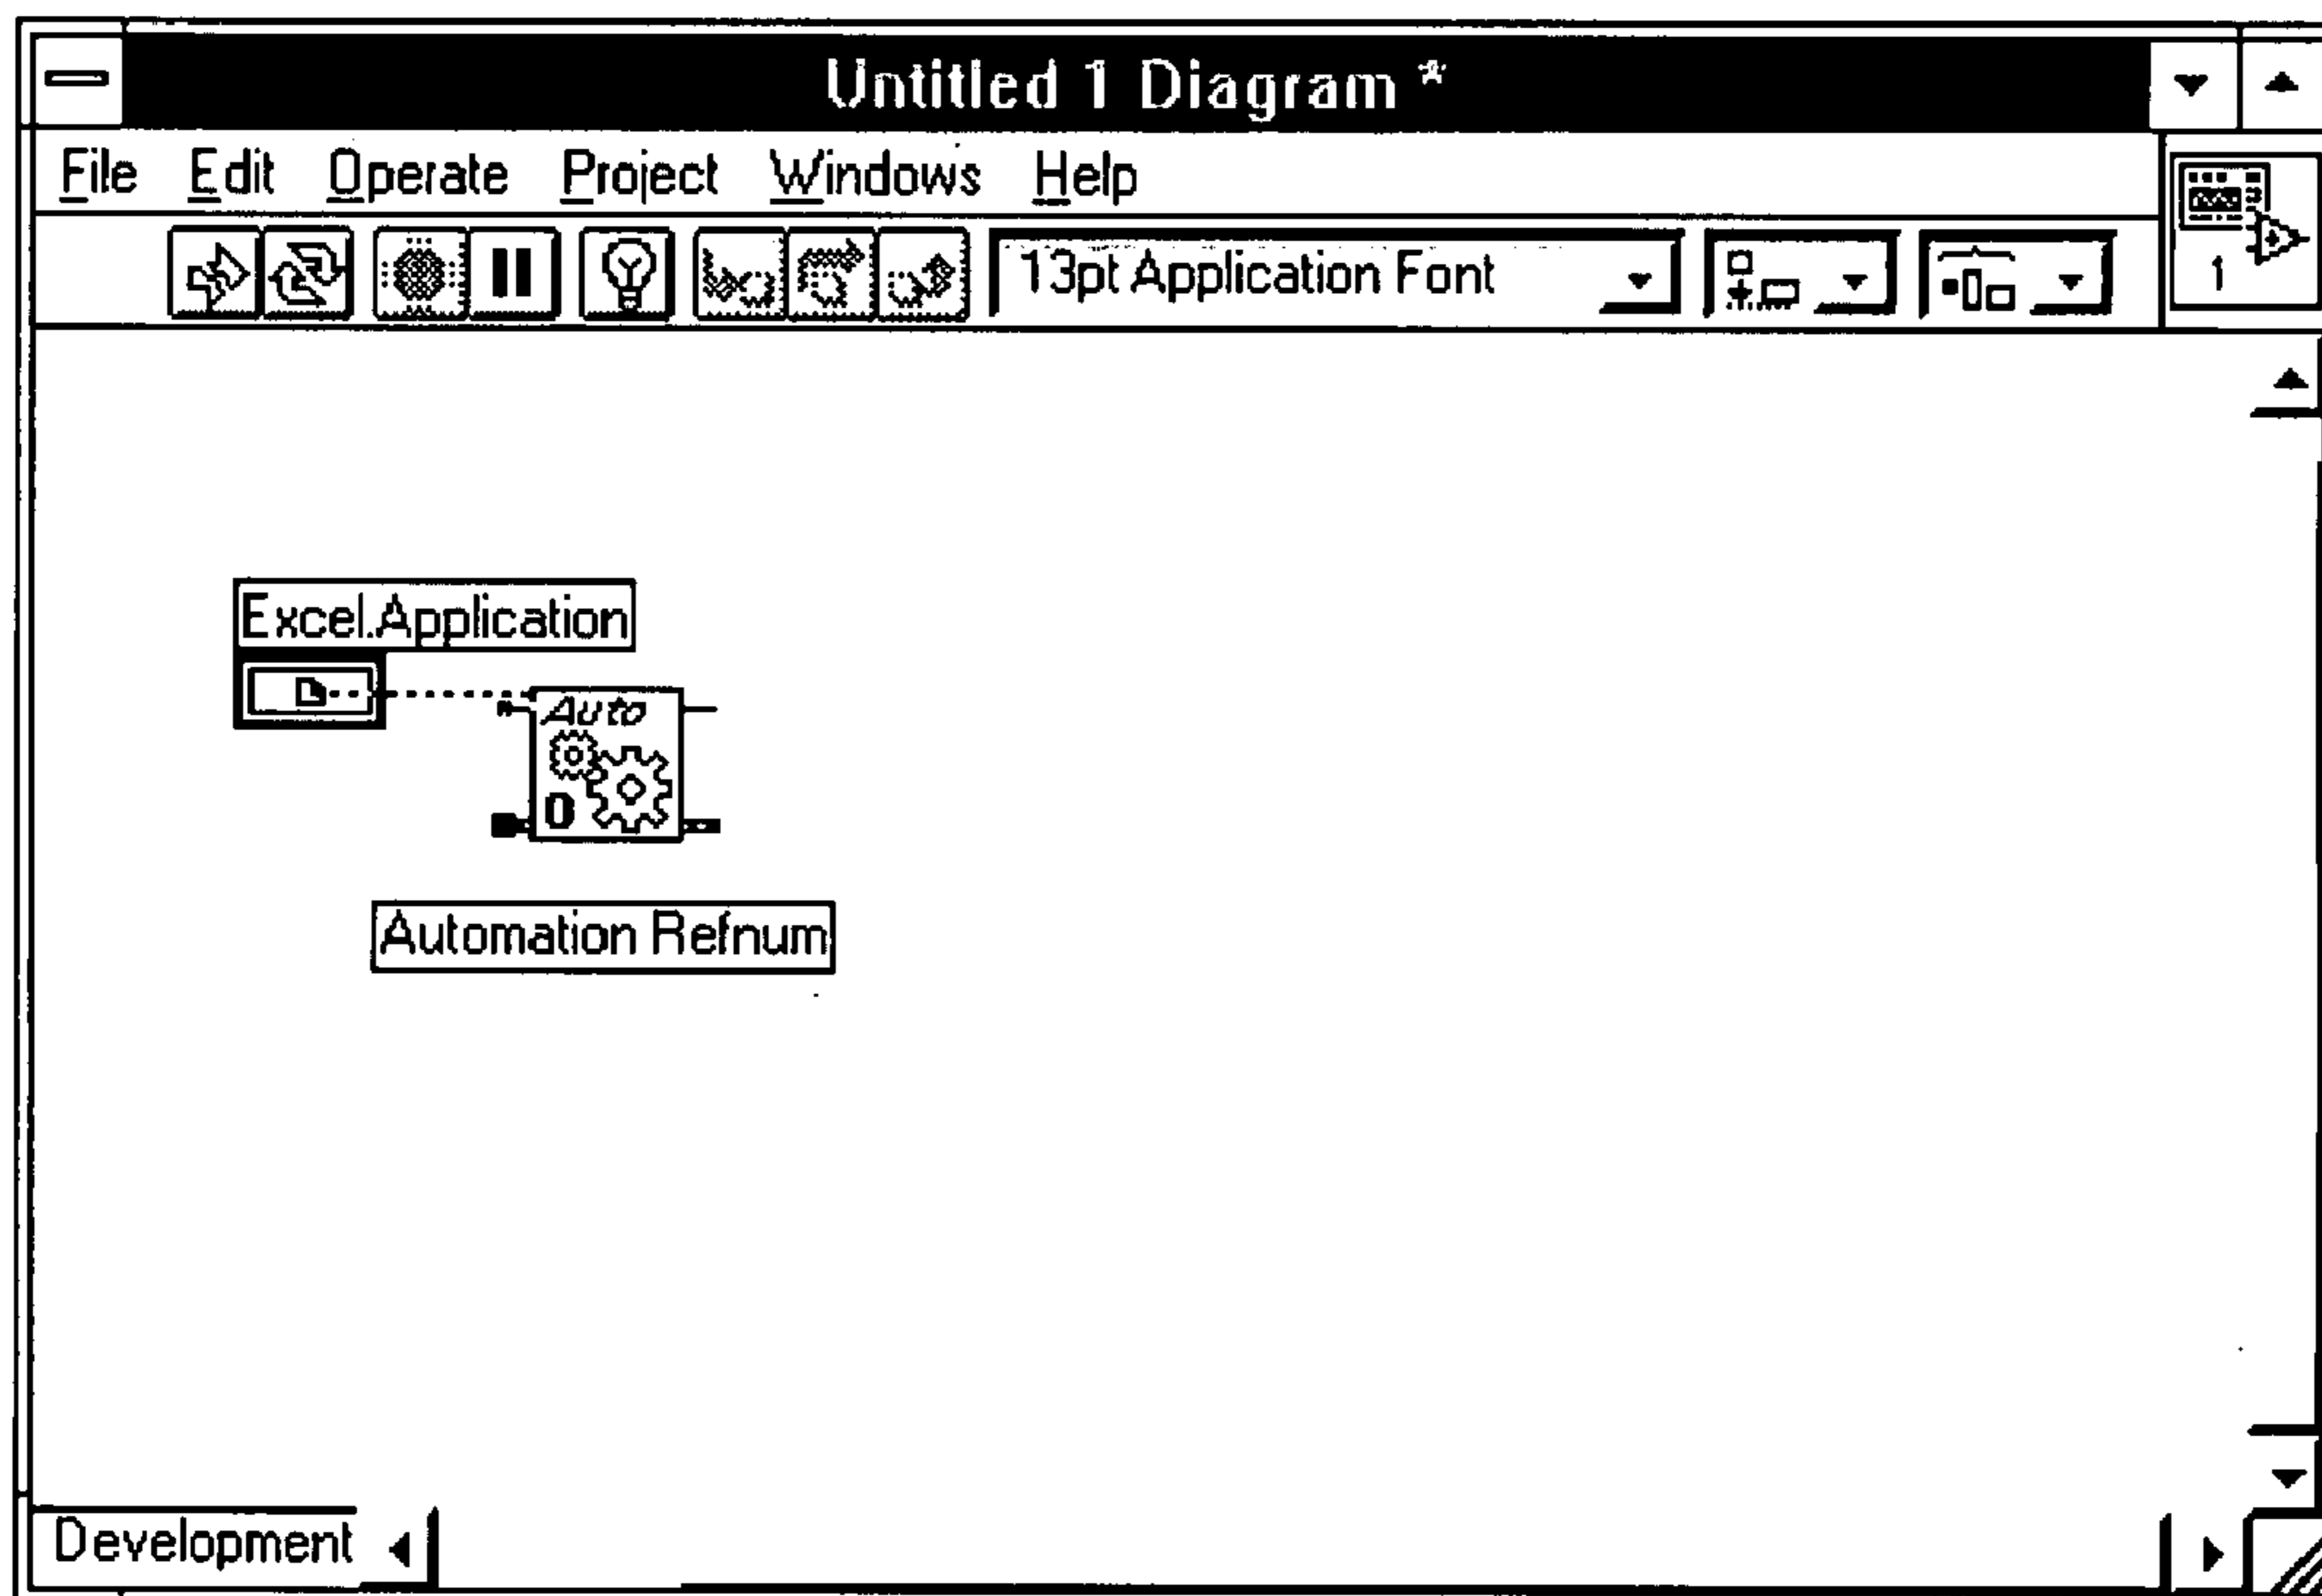 Untitled 1 Diagram *
File Edit Operate Project Windows Help
13pt Application Font
1
Excel.Application
Auto
0
Automation Refnum
Development